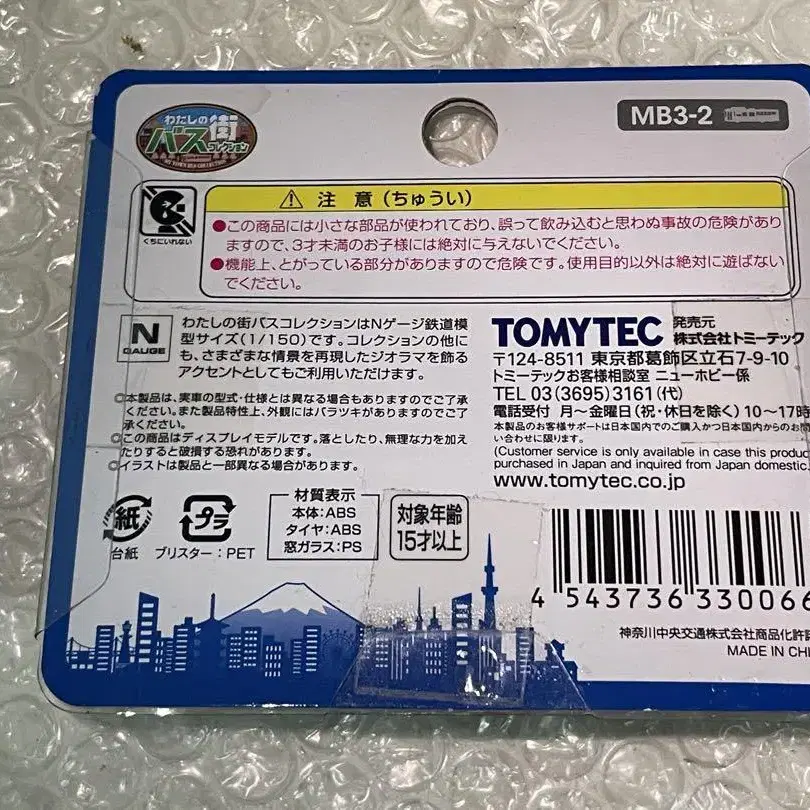 わたしの
街
バス
コレクション
MY TOWN BUS COLLECTION
MB3-2
くちにいれない
注意(ちゅうい)
●この商品には小さな部品が使われており、誤って飲み込むと思わぬ事故の危険があり
ますので、3才未満のお子様には絶対に与えないでください。
●機能上、とがっている部分がありますので危険です。使用目的以外は絶対に遊ばない
でください。
N
GAUGE
わたしの街バスコレクションはNゲージ鉄道模
型サイズ(1/150)です。コレクションの他に
も、さまざまな情景を再現したジオラマを飾る
アクセントとしてもご利用いただけます。
◎本製品は、実車の型式・仕様とは異なる場合もありますのでご了承
ください。また製品特性上、外観にはバラツキがありますのでご了
承ください。
◎この商品はディスプレイモデルです。落としたり、無理な力を加え
たりすると破損する恐れがあります。
◎イラストは製品と一部異なる場合があります。
TOMYTEC
発売元
株式会社トミーテック
〒124-8511 東京都葛飾区立石7-9-10
トミーテックお客様相談室 ニューホビー係
TEL 03(3695)3161(代)
電話受付 月〜金曜日(祝・休日を除く)10〜17時
本製品のお客様サポートは日本国内でのご購入かつ日本国内からのお問
い合わせに限ります。
(Customer service is only available in case this produc
purchased in Japan and inquired from Japan domestic.
www.tomytec.co.jp
紙
台紙
プラ
ブリスター:PET
材質表示
本体:ABS
タイヤ:ABS
窓ガラス:PS
対象年齢
15才以上
4 543736 33006
神奈川中央交通株式会社商品化許諾
MADE IN CHI